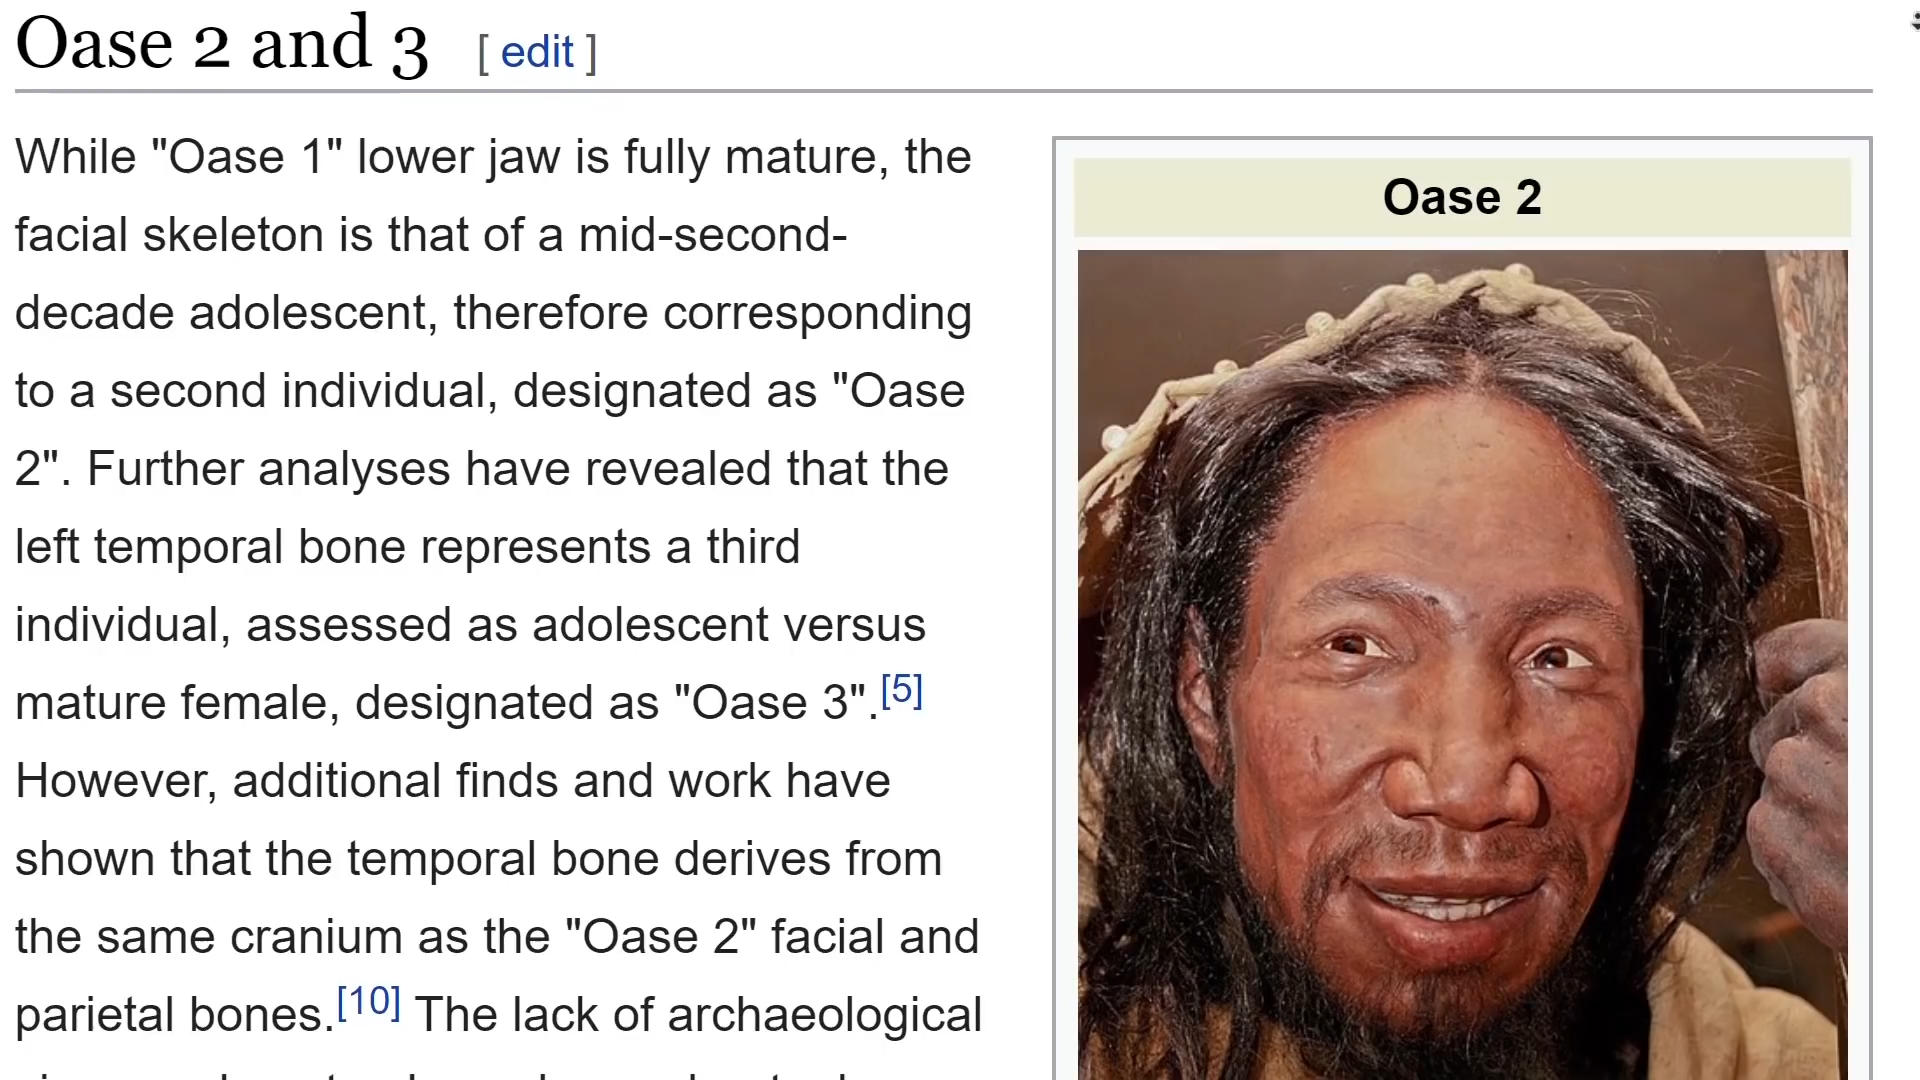 Oase 2 and 3 [ edit ]
While "Oase 1" lower jaw is fully mature, the
facial skeleton is that of a mid-second-
decade adolescent, therefore corresponding
to a second individual, designated as "Oase
2". Further analyses have revealed that the
left temporal bone represents a third
individual, assessed as adolescent versus
mature female, designated as "Oase 3".[5]
However, additional finds and work have
shown that the temporal bone derives from
the same cranium as the "Oase 2" facial and
parietal bones.[10] The lack of archaeological
Oase 2